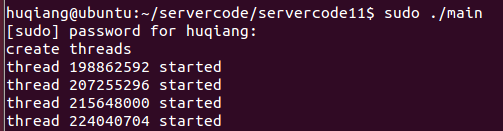 huqiang@ubuntu:~/servercode/servercode11$ sudo ./main
[sudo] password for huqiang:
create threads
thread 198862592 started
thread 207255296 started
thread 215648000 started
thread 224040704 started